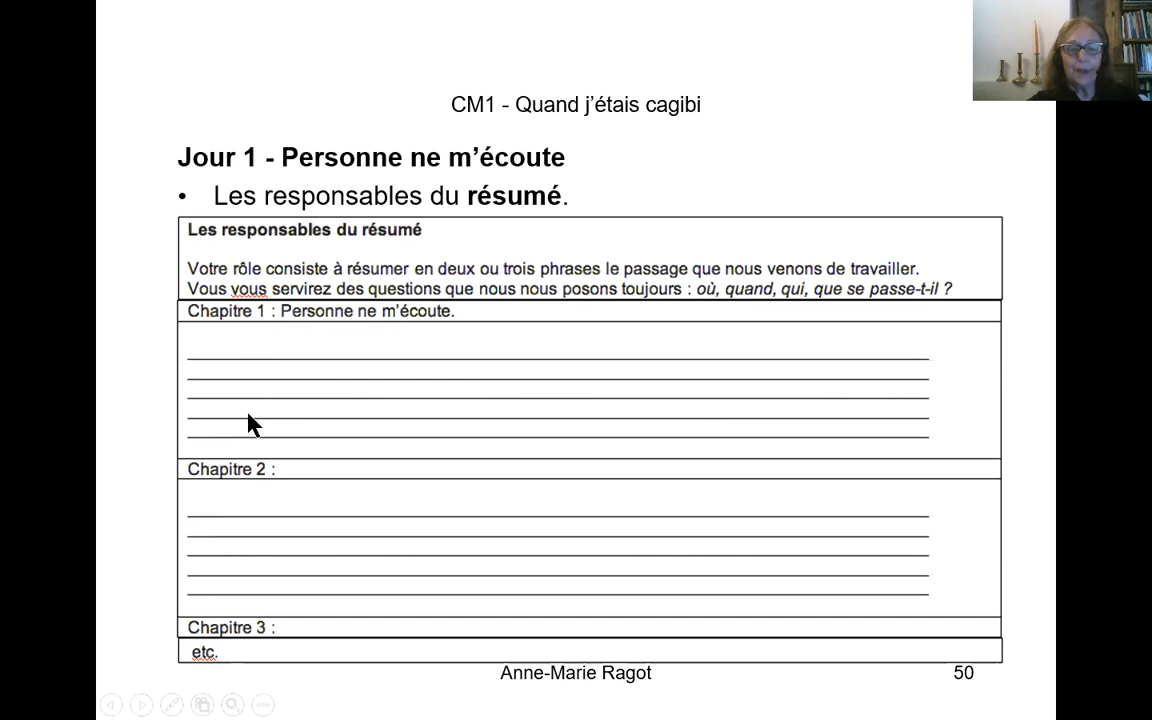 CM1 - Quand j’étais cagibi
Jour 1 - Personne ne m’écoute
• Les responsables du résumé.
Les responsables du résumé
Votre rôle consiste à résumer en deux ou trois phrases le passage que nous venons de travailler.
Vous vous servirez des questions que nous nous posons toujours : où, quand, qui, que se passe-t-il ?
Chapitre 1 : Personne ne m’écoute.
Chapitre 2 :
Chapitre 3 :
etc.
Anne-Marie Ragot
50